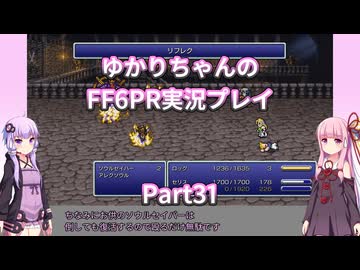 リフレク
ゆかりちゃんの
FF6PR実況プレイ
ソウルセイバー 2
アレクソウル
ロック 1236/1635 3
セリス 1700/1700 178
0/1920 226
Part31
ちなみにお供のソウルセイバーは
倒しても復活するので殴るだけ無駄です